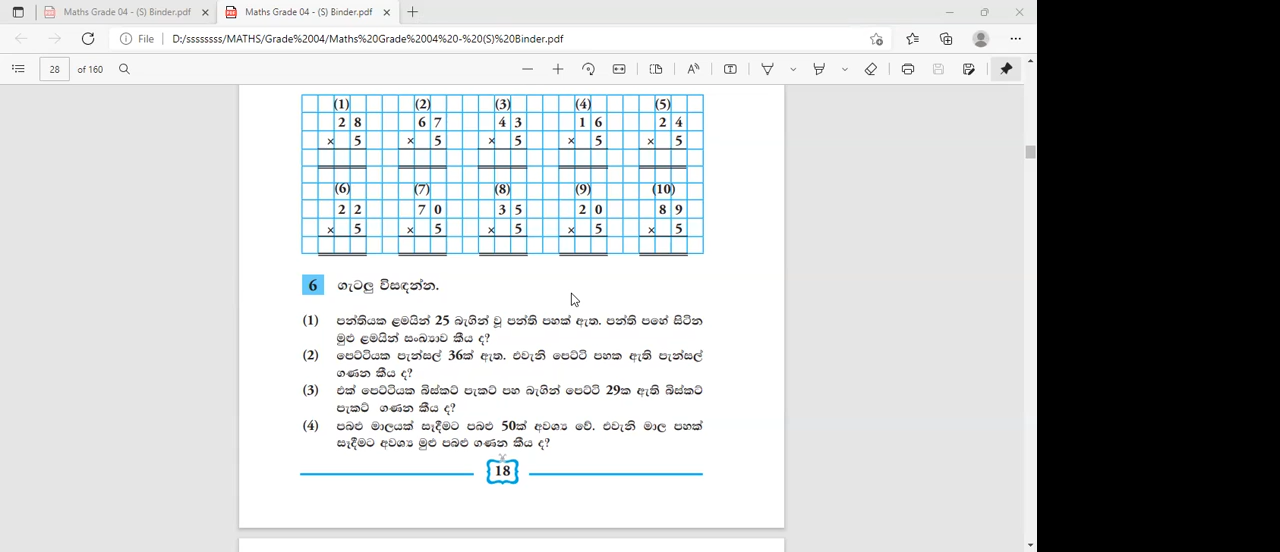 Maths Grade 04 - (S) Binder.pdf
Maths Grade 04 - (S) Binder.pdf
File D:/ssssssss/MATHS/Grade%2004/Maths%20Grade%2004%20-%20(S)%20Binder.pdf
28 of 160
(1) (2) (3) (4) (5)
2 8 6 7 4 3 1 6 2 4
× 5 × 5 × 5 × 5 × 5
(6) (7) (8) (9) (10)
2 2 7 0 3 5 2 0 8 9
× 5 × 5 × 5 × 5 × 5
6 ගැටලු විසඳන්න.
(1) පන්තියක ළමයින් 25 බැගින් වූ පන්ති පහක් ඇත. පන්ති පහේ සිටින
මුළු ළමයින් සංඛ්‍යාව කීය ද?
(2) පෙට්ටියක පැන්සල් 36ක් ඇත. එවැනි පෙට්ටි පහක ඇති පැන්සල්
ගණන කීය ද?
(3) එක් පෙට්ටියක බිස්කට් පැකට් පහ බැගින් පෙට්ටි 29ක ඇති බිස්කට්
පැකට් ගණන කීය ද?
(4) පබළු මාලයක් සෑදීමට පබළු 50ක් අවශ්‍ය වේ. එවැනි මාල පහක්
සෑදීමට අවශ්‍ය මුළු පබළු ගණන කීය ද?
18